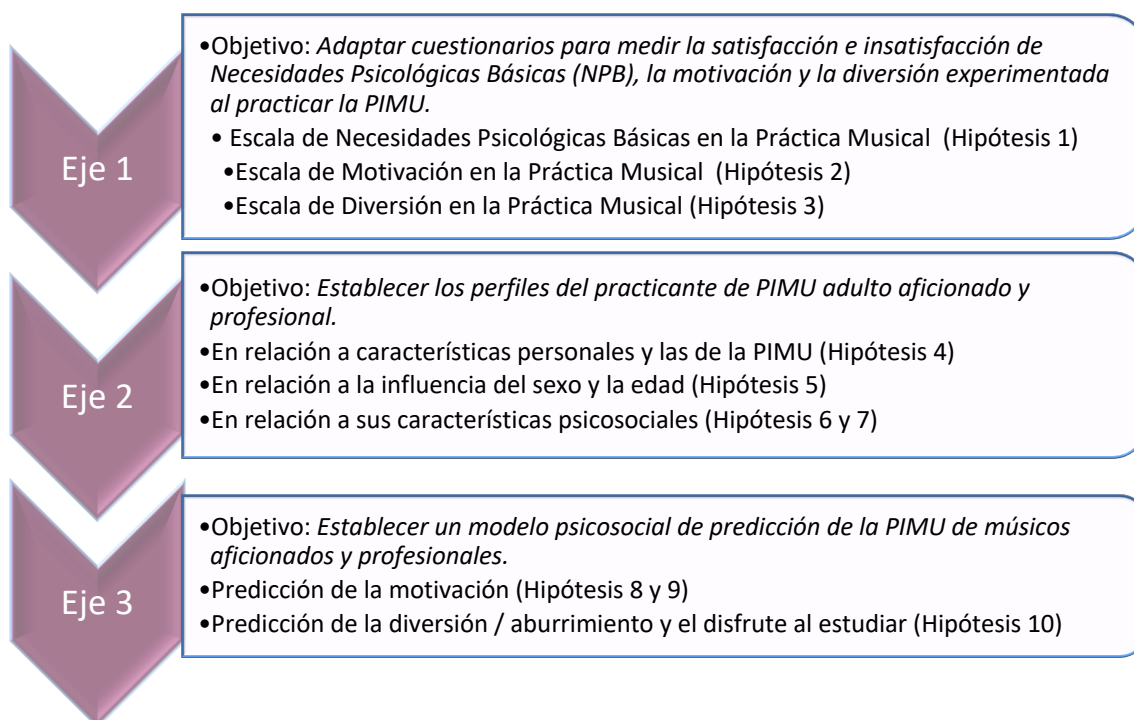 Eje 1
•Objetivo: Adaptar cuestionarios para medir la satisfacción e insatisfacción de
Necesidades Psicológicas Básicas (NPB), la motivación y la diversión experimentada
al practicar la PIMU.
• Escala de Necesidades Psicológicas Básicas en la Práctica Musical (Hipótesis 1)
•Escala de Motivación en la Práctica Musical (Hipótesis 2)
•Escala de Diversión en la Práctica Musical (Hipótesis 3)
Eje 2
•Objetivo: Establecer los perfiles del practicante de PIMU adulto aficionado y
profesional.
•En relación a características personales y las de la PIMU (Hipótesis 4)
•En relación a la influencia del sexo y la edad (Hipótesis 5)
•En relación a sus características psicosociales (Hipótesis 6 y 7)
Eje 3
•Objetivo: Establecer un modelo psicosocial de predicción de la PIMU de músicos
aficionados y profesionales.
•Predicción de la motivación (Hipótesis 8 y 9)
•Predicción de la diversión / aburrimiento y el disfrute al estudiar (Hipótesis 10)